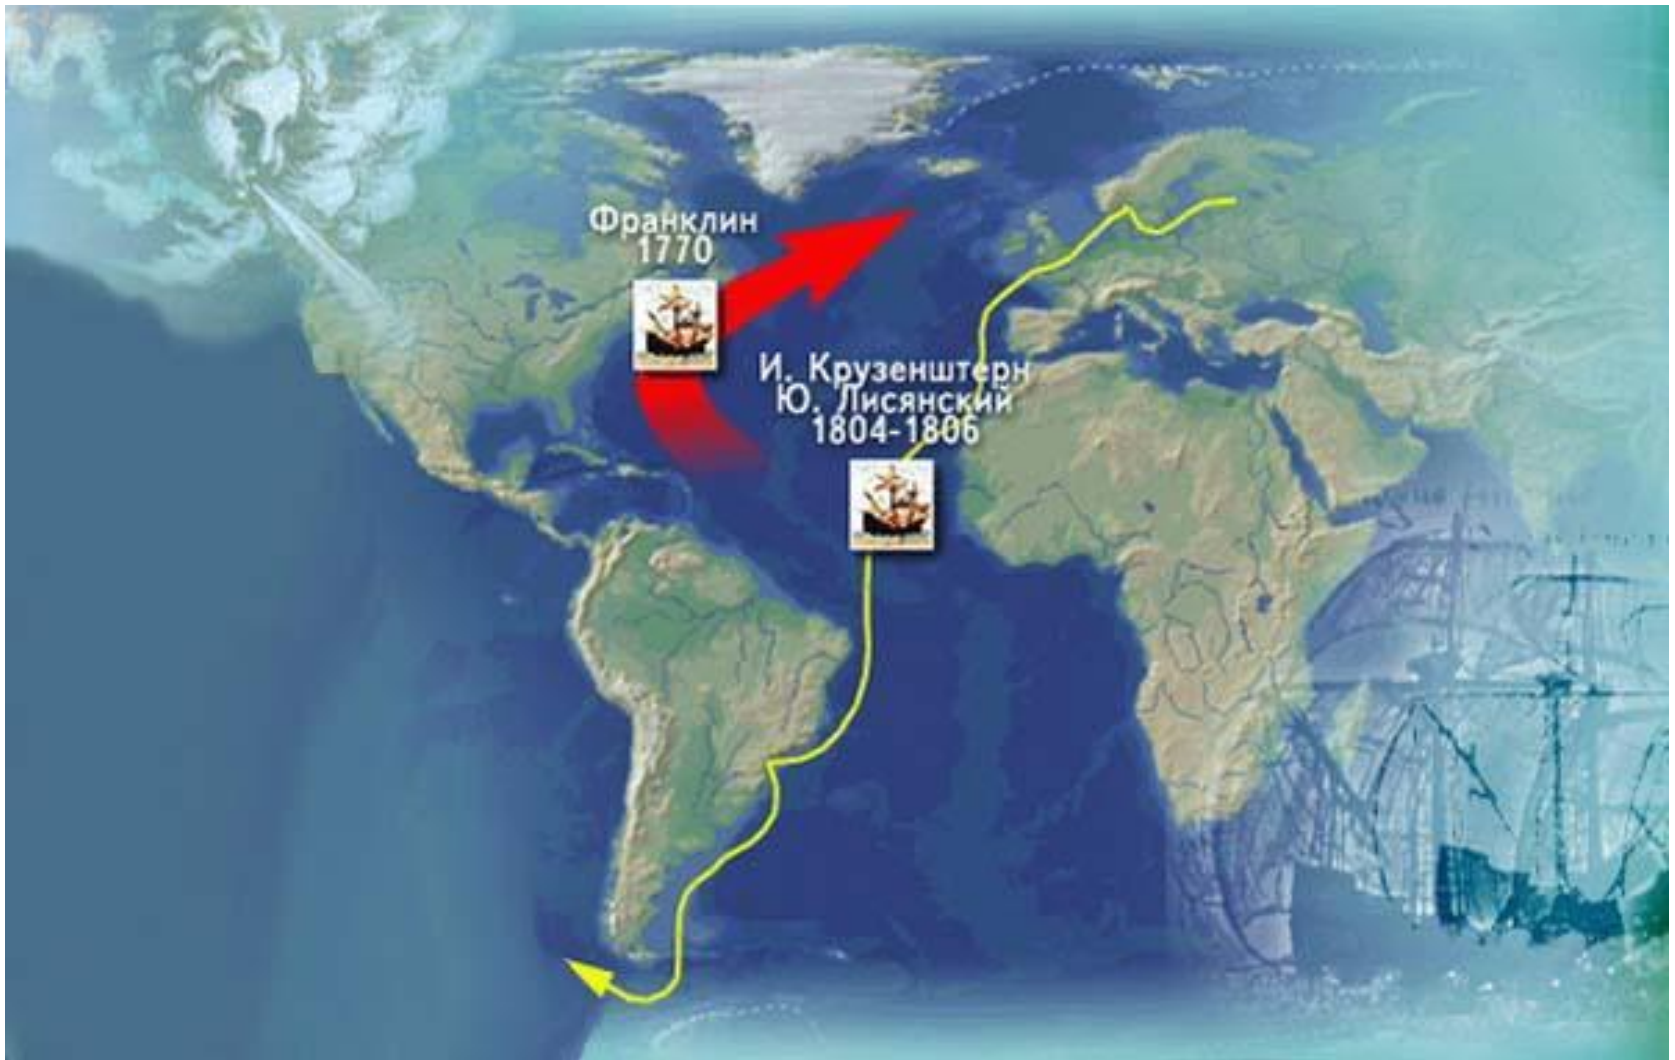 Франклин
1770
И. Крузенштерн
Ю. Лисянский
1804-1806